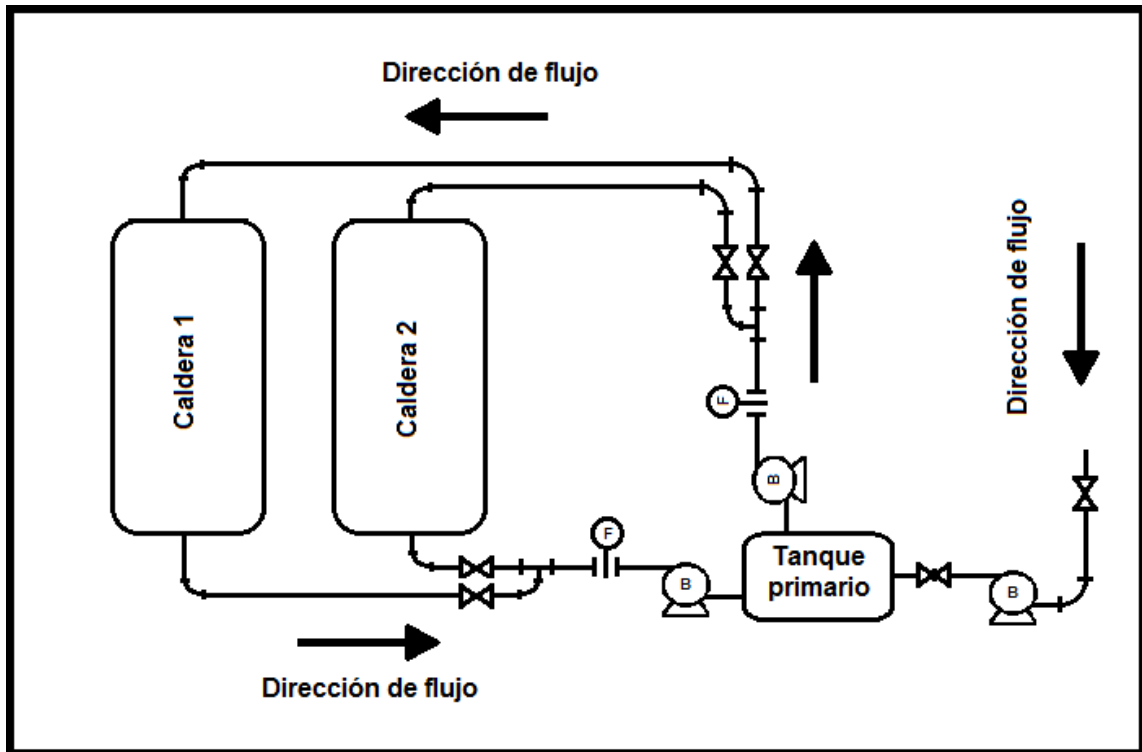 Dirección de flujo
Dirección de flujo
Caldera 1
Caldera 2
F
B
F
Tanque
primario
B
B
Dirección de flujo